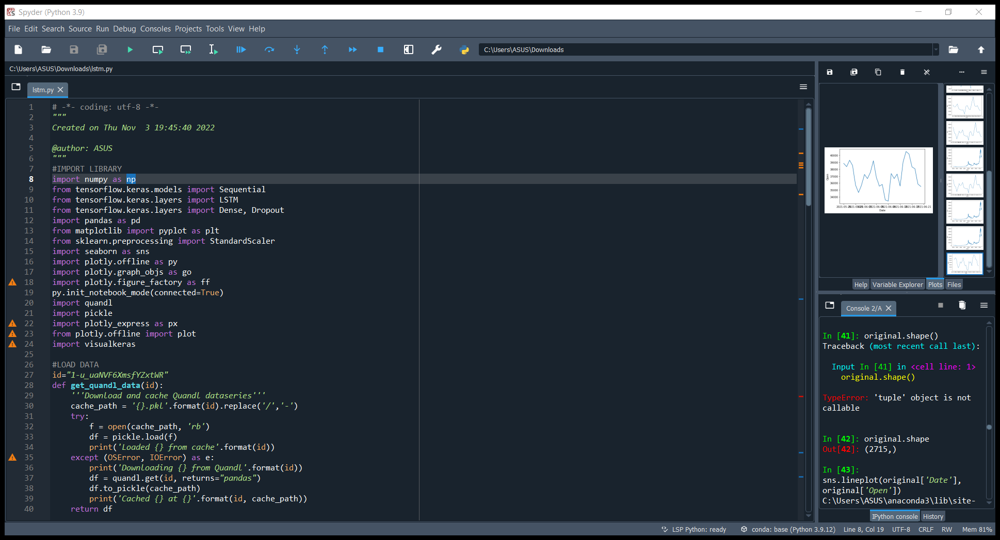 Spyder (Python 3.9)
File Edit Search Source Run Debug Consoles Projects Tools View Help
C:\Users\ASUS\Downloads
C:\Users\ASUS\Downloads\lstm.py
lstm.py
1 # -*- coding: utf-8 -*-
2 """
3 Created on Thu Nov  3 19:45:40 2022
4
5 @author: ASUS
6 """
7 #IMPORT LIBRARY
8 import numpy as np
9 from tensorflow.keras.models import Sequential
10 from tensorflow.keras.layers import LSTM
11 from tensorflow.keras.layers import Dense, Dropout
12 import pandas as pd
13 from matplotlib import pyplot as plt
14 from sklearn.preprocessing import StandardScaler
15 import seaborn as sns
16 import plotly.offline as py
17 import plotly.graph_objs as go
18 import plotly.figure_factory as ff
19 py.init_notebook_mode(connected=True)
20 import quandl
21 import pickle
22 import plotly_express as px
23 from plotly.offline import plot
24 import visualkeras
25
26 #LOAD DATA
27 id="1-u_uaNVF6XmsfYZxtWR"
28 def get_quandl_data(id):
29     '''Download and cache Quandl dataseries'''
30     cache_path = '{}.pkl'.format(id).replace('/','-')
31     try:
32         f = open(cache_path, 'rb')
33         df = pickle.load(f)
34         print('Loaded {} from cache'.format(id))
35     except (OSError, IOError) as e:
36         print('Downloading {} from Quandl'.format(id))
37         df = quandl.get(id, returns="pandas")
38         df.to_pickle(cache_path)
39         print('Cached {} at {}'.format(id, cache_path))
40     return df
40000
39000
38000
37000
36000
35000
34000
Open
Date
Help Variable Explorer Plots Files
Console 2/A
In [41]: original.shape()
Traceback (most recent call last):
Input In [41] in <cell line: 1>
original.shape()
TypeError: 'tuple' object is not
callable
In [42]: original.shape
Out[42]: (2715,)
In [43]:
sns.lineplot(original['Date'],
original['Open'])
C:\Users\ASUS\anaconda3\lib\site-
IPython console History
LSP Python: ready conda: base (Python 3.9.12) Line 8, Col 19 UTF-8 CRLF RW Mem 81%